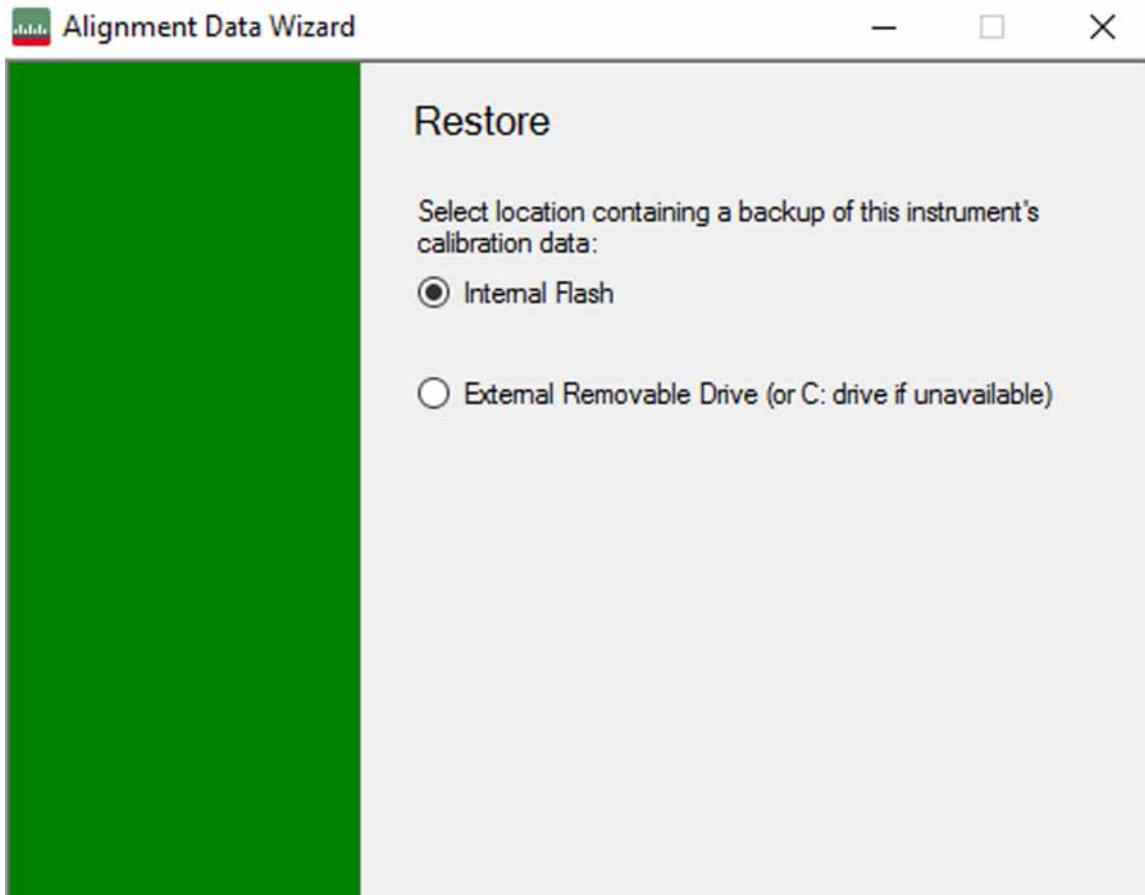 Alignment Data Wizard
Restore
Select location containing a backup of this instrument's
calibration data:
Internal Flash
External Removable Drive (or C: drive if unavailable)